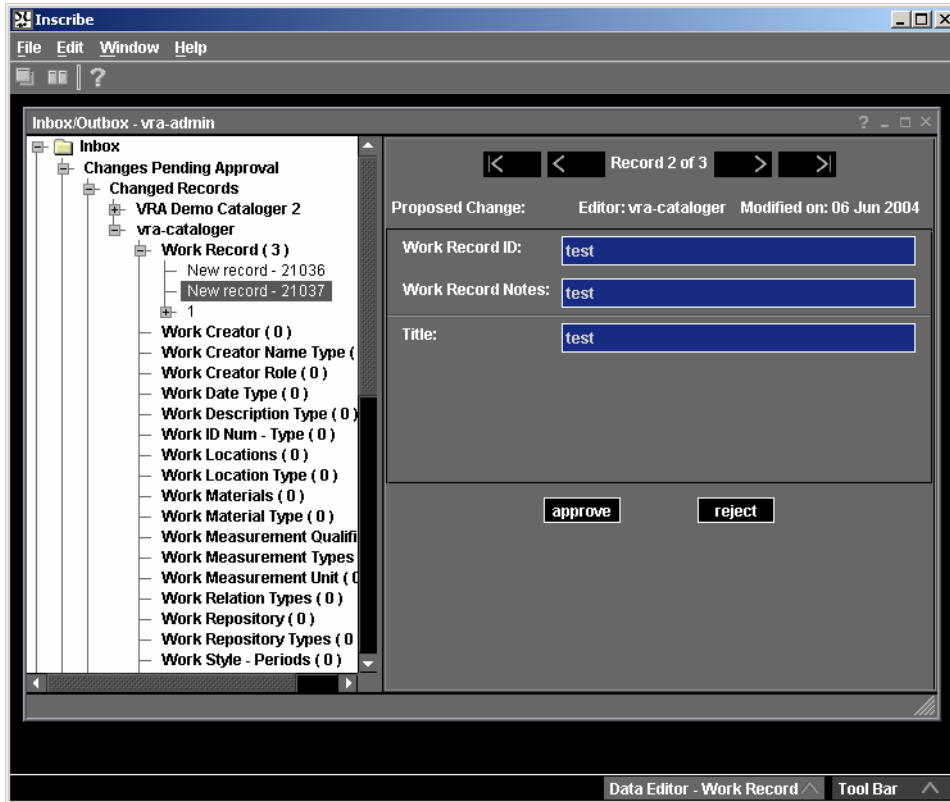 Inscribe
File Edit Window Help
?
Inbox/Outbox - vra-admin
Inbox
Changes Pending Approval
Changed Records
VRA Demo Cataloger 2
vra-cataloger
Work Record ( 3 )
New record - 21036
New record - 21037
1
Work Creator ( 0 )
Work Creator Name Type (
Work Creator Role ( 0 )
Work Date Type ( 0 )
Work Description Type ( 0 )
Work ID Num - Type ( 0 )
Work Locations ( 0 )
Work Location Type ( 0 )
Work Materials ( 0 )
Work Material Type ( 0 )
Work Measurement Qualifi
Work Measurement Types
Work Measurement Unit ( 0
Work Relation Types ( 0 )
Work Repository ( 0 )
Work Repository Types ( 0
Work Style - Periods ( 0 )
Record 2 of 3
Proposed Change: Editor: vra-cataloger Modified on: 06 Jun 2004
Work Record ID: test
Work Record Notes: test
Title: test
approve reject
Data Editor - Work Record Tool Bar